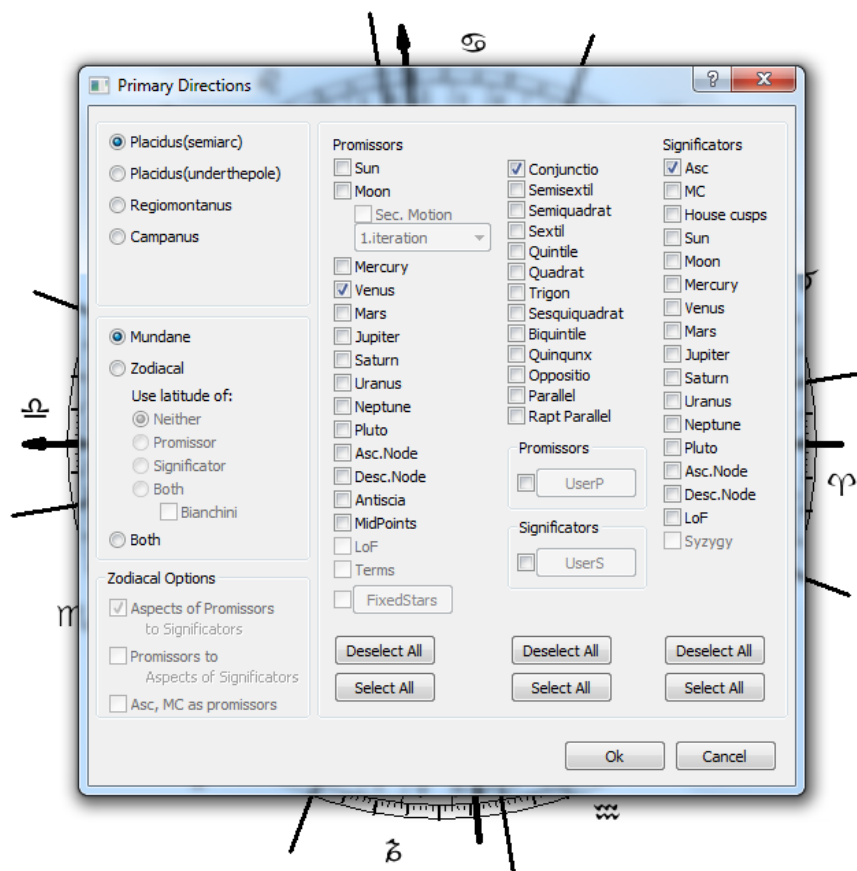 Primary Directions
Placidus(semiarc)
Placidus(underthepole)
Regiomontanus
Campanus
Mundane
Zodiacal
Use latitude of:
Neither
Promissor
Significator
Both
Bianchini
Both
Zodiacal Options
Aspects of Promissors
to Significators
Promissors to
Aspects of Significators
Asc, MC as promissors
Promissors
Sun
Moon
Sec. Motion
1.iteration
Mercury
Venus
Mars
Jupiter
Saturn
Uranus
Neptune
Pluto
Asc.Node
Desc.Node
Antiscia
MidPoints
LoF
Terms
FixedStars
Deselect All
Select All
Conjunctio
Semisextil
Semiquadrat
Sextil
Quintile
Quadrat
Trigon
Sesquiquadrat
Biquintile
Quinqunx
Oppositio
Parallel
Rapt Parallel
Promissors
UserP
Significators
UserS
Deselect All
Select All
Significators
Asc
MC
House cusps
Sun
Moon
Mercury
Venus
Mars
Jupiter
Saturn
Uranus
Neptune
Pluto
Asc.Node
Desc.Node
LoF
Syzygy
Deselect All
Select All
Ok
Cancel